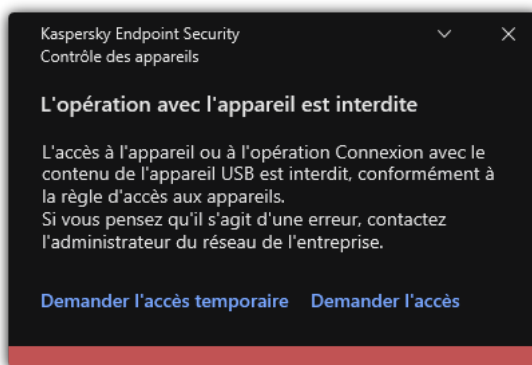 Kaspersky Endpoint Security
Contrôle des appareils
L'opération avec l'appareil est interdite
L'accès à l'appareil ou à l'opération Connexion avec le
contenu de l'appareil USB est interdit, conformément à
la règle d'accès aux appareils.
Si vous pensez qu'il s'agit d'une erreur, contactez
l'administrateur du réseau de l'entreprise.
Demander l'accès temporaire Demander l'accès